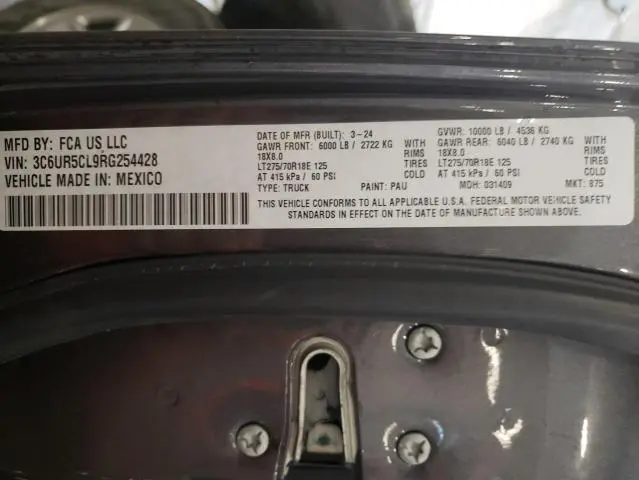 MFD BY: FCA US LLC
VIN: 3C6UR5CL9RG254428
VEHICLE MADE IN: MEXICO
DATE OF MFR (BUILT): 3-24
GAWR FRONT: 6000 LB / 2722 KG WITH
18X8.0 RIMS
LT275/70R18E 125 TIRES
AT 415 kPa / 60 PSI COLD
TYPE: TRUCK PAINT: PAU
GVWR: 10000 LB / 4536 KG
GAWR REAR: 6040 LB / 2740 KG WITH
18X8.0 RIMS
LT275/70R18E 125 TIRES
AT 415 kPa / 60 PSI COLD
MDH: 031409 MKT: 875
THIS VEHICLE CONFORMS TO ALL APPLICABLE U.S.A. FEDERAL MOTOR VEHICLE SAFETY
STANDARDS IN EFFECT ON THE DATE OF MANUFACTURE SHOWN ABOVE.